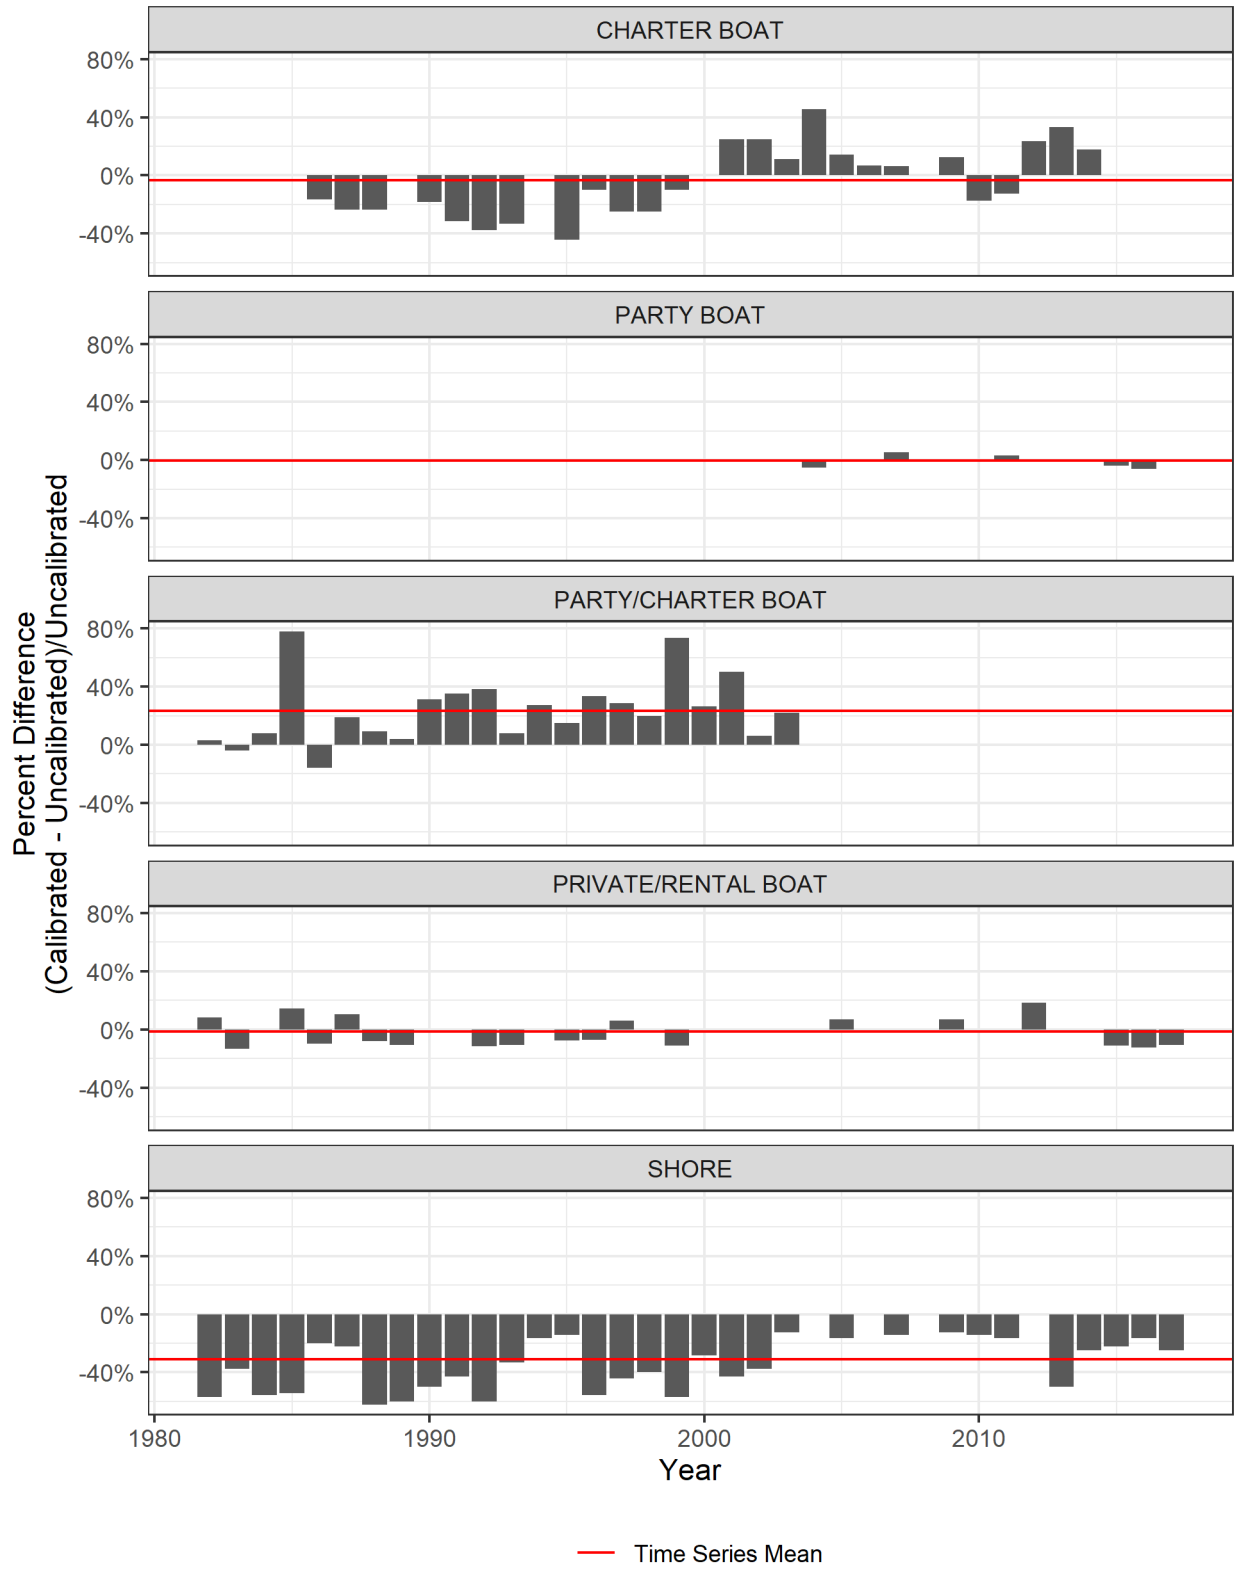 CHARTER BOAT
80%
40%
0%
-40%
PARTY BOAT
80%
40%
0%
-40%
PARTY/CHARTER BOAT
80%
40%
0%
-40%
PRIVATE/RENTAL BOAT
80%
40%
0%
-40%
SHORE
80%
40%
0%
-40%
Percent Difference
(Calibrated - Uncalibrated)/Uncalibrated
1980 1990 2000 2010
Year
Time Series Mean